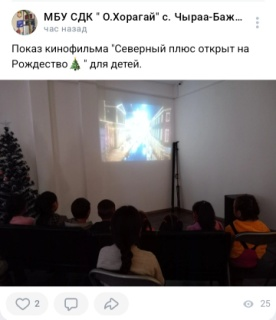 МБУ СДК " О.Хорагай" с. Чыраа-Баж...
час назад
Показ кинофильма "Северный плюс открыт на
Рождество🎄" для детей.
2
25